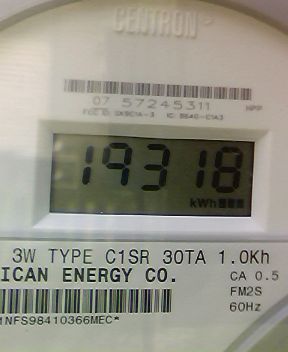 CENTRON
07 57245311
19318
kWh
3W TYPE C1SR 30TA 1.0Kh
ICAN ENERGY CO.
CA 0.5
FM2S
60Hz
1NFS98410366MEC*